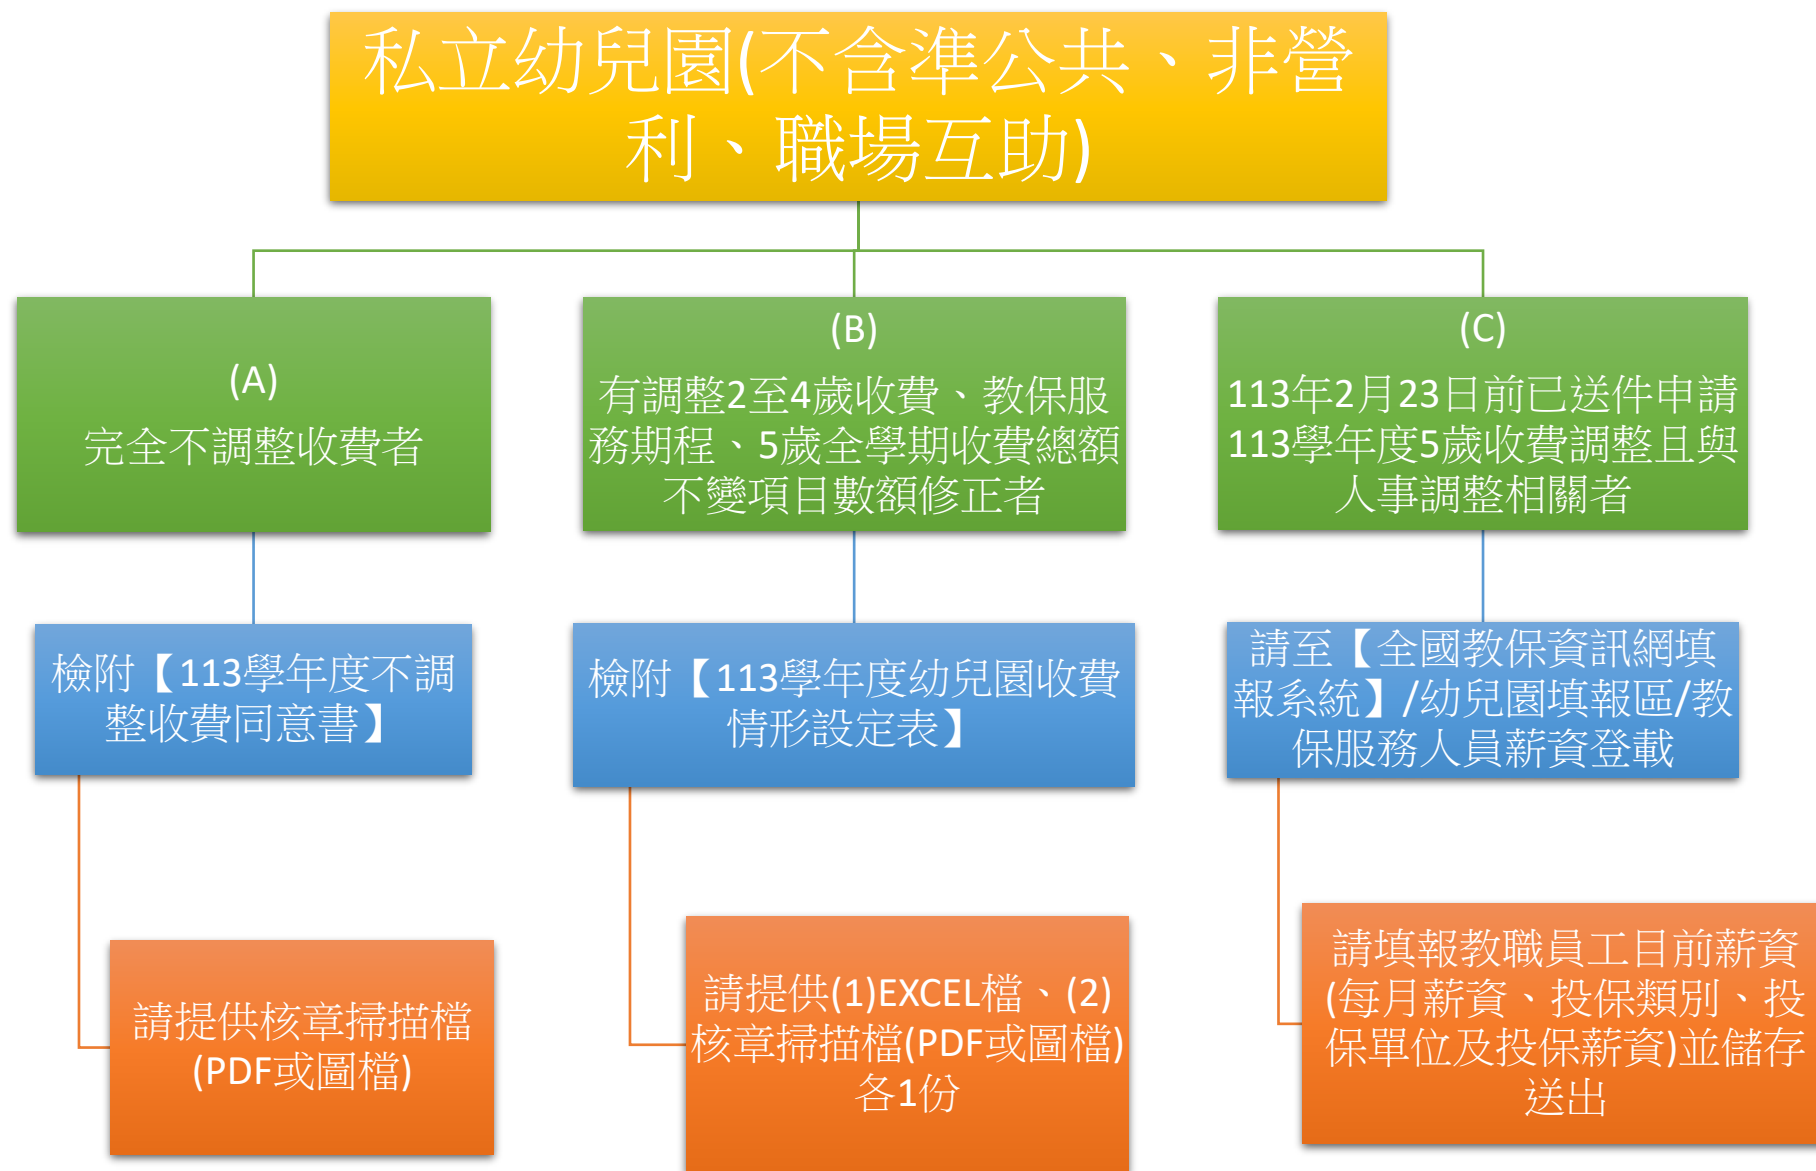 私立幼兒園(不含準公共、非營
利、職場互助)
(A)
完全不調整收費者
(B)
有調整2至4歲收費、教保服
務期程、5歲全學期收費總額
不變項目數額修正者
(C)
113年2月23日前已送件申請
113學年度5歲收費調整且與
人事調整相關者
檢附【113學年度不調
整收費同意書】
檢附【113學年度幼兒園收費
情形設定表】
請至【全國教保資訊網填
報系統】/幼兒園填報區/教
保服務人員薪資登載
請提供核章掃描檔
(PDF或圖檔)
請提供(1)EXCEL檔、(2)
核章掃描檔(PDF或圖檔)
各1份
請填報教職員工目前薪資
(每月薪資、投保類別、投
保單位及投保薪資)並儲存
送出